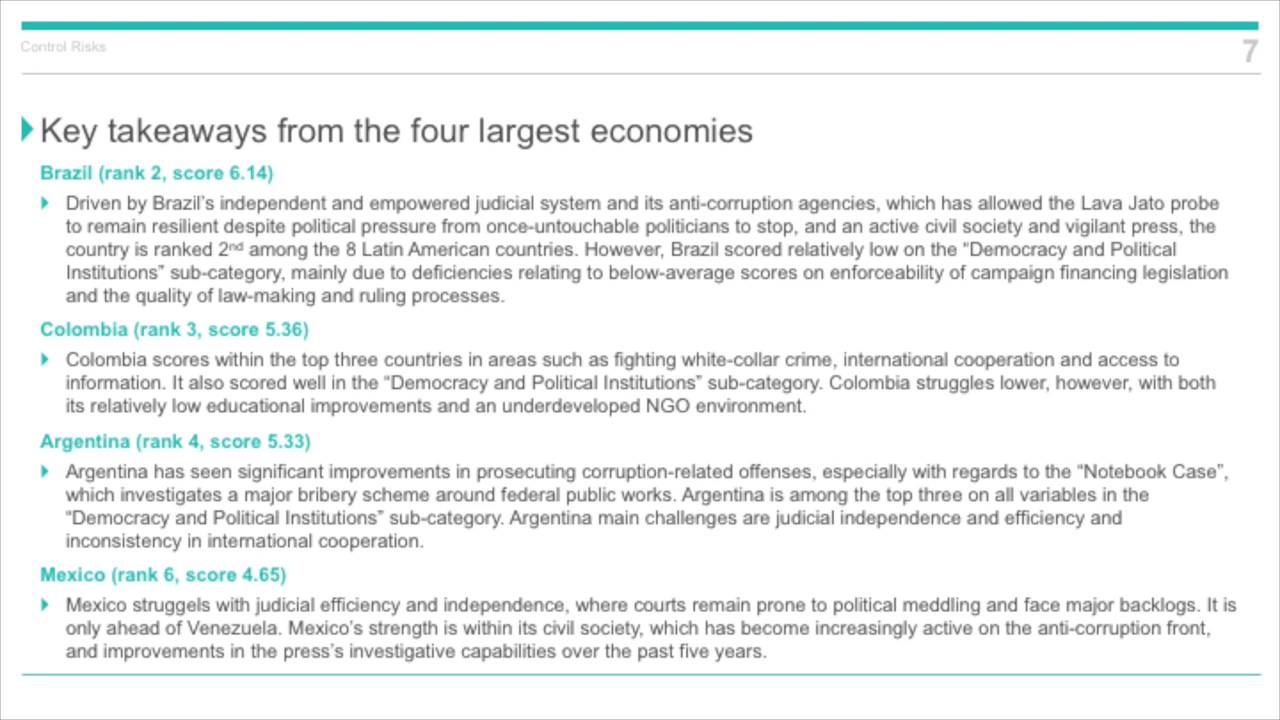 Control Risks
7
Key takeaways from the four largest economies
Brazil (rank 2, score 6.14)
Driven by Brazil’s independent and empowered judicial system and its anti-corruption agencies, which has allowed the Lava Jato probe
to remain resilient despite political pressure from once-untouchable politicians to stop, and an active civil society and vigilant press, the
country is ranked 2nd among the 8 Latin American countries. However, Brazil scored relatively low on the “Democracy and Political
Institutions” sub-category, mainly due to deficiencies relating to below-average scores on enforceability of campaign financing legislation
and the quality of law-making and ruling processes.
Colombia (rank 3, score 5.36)
Colombia scores within the top three countries in areas such as fighting white-collar crime, international cooperation and access to
information. It also scored well in the “Democracy and Political Institutions” sub-category. Colombia struggles lower, however, with both
its relatively low educational improvements and an underdeveloped NGO environment.
Argentina (rank 4, score 5.33)
Argentina has seen significant improvements in prosecuting corruption-related offenses, especially with regards to the “Notebook Case”,
which investigates a major bribery scheme around federal public works. Argentina is among the top three on all variables in the
“Democracy and Political Institutions” sub-category. Argentina main challenges are judicial independence and efficiency and
inconsistency in international cooperation.
Mexico (rank 6, score 4.65)
Mexico struggels with judicial efficiency and independence, where courts remain prone to political meddling and face major backlogs. It is
only ahead of Venezuela. Mexico’s strength is within its civil society, which has become increasingly active on the anti-corruption front,
and improvements in the press’s investigative capabilities over the past five years.